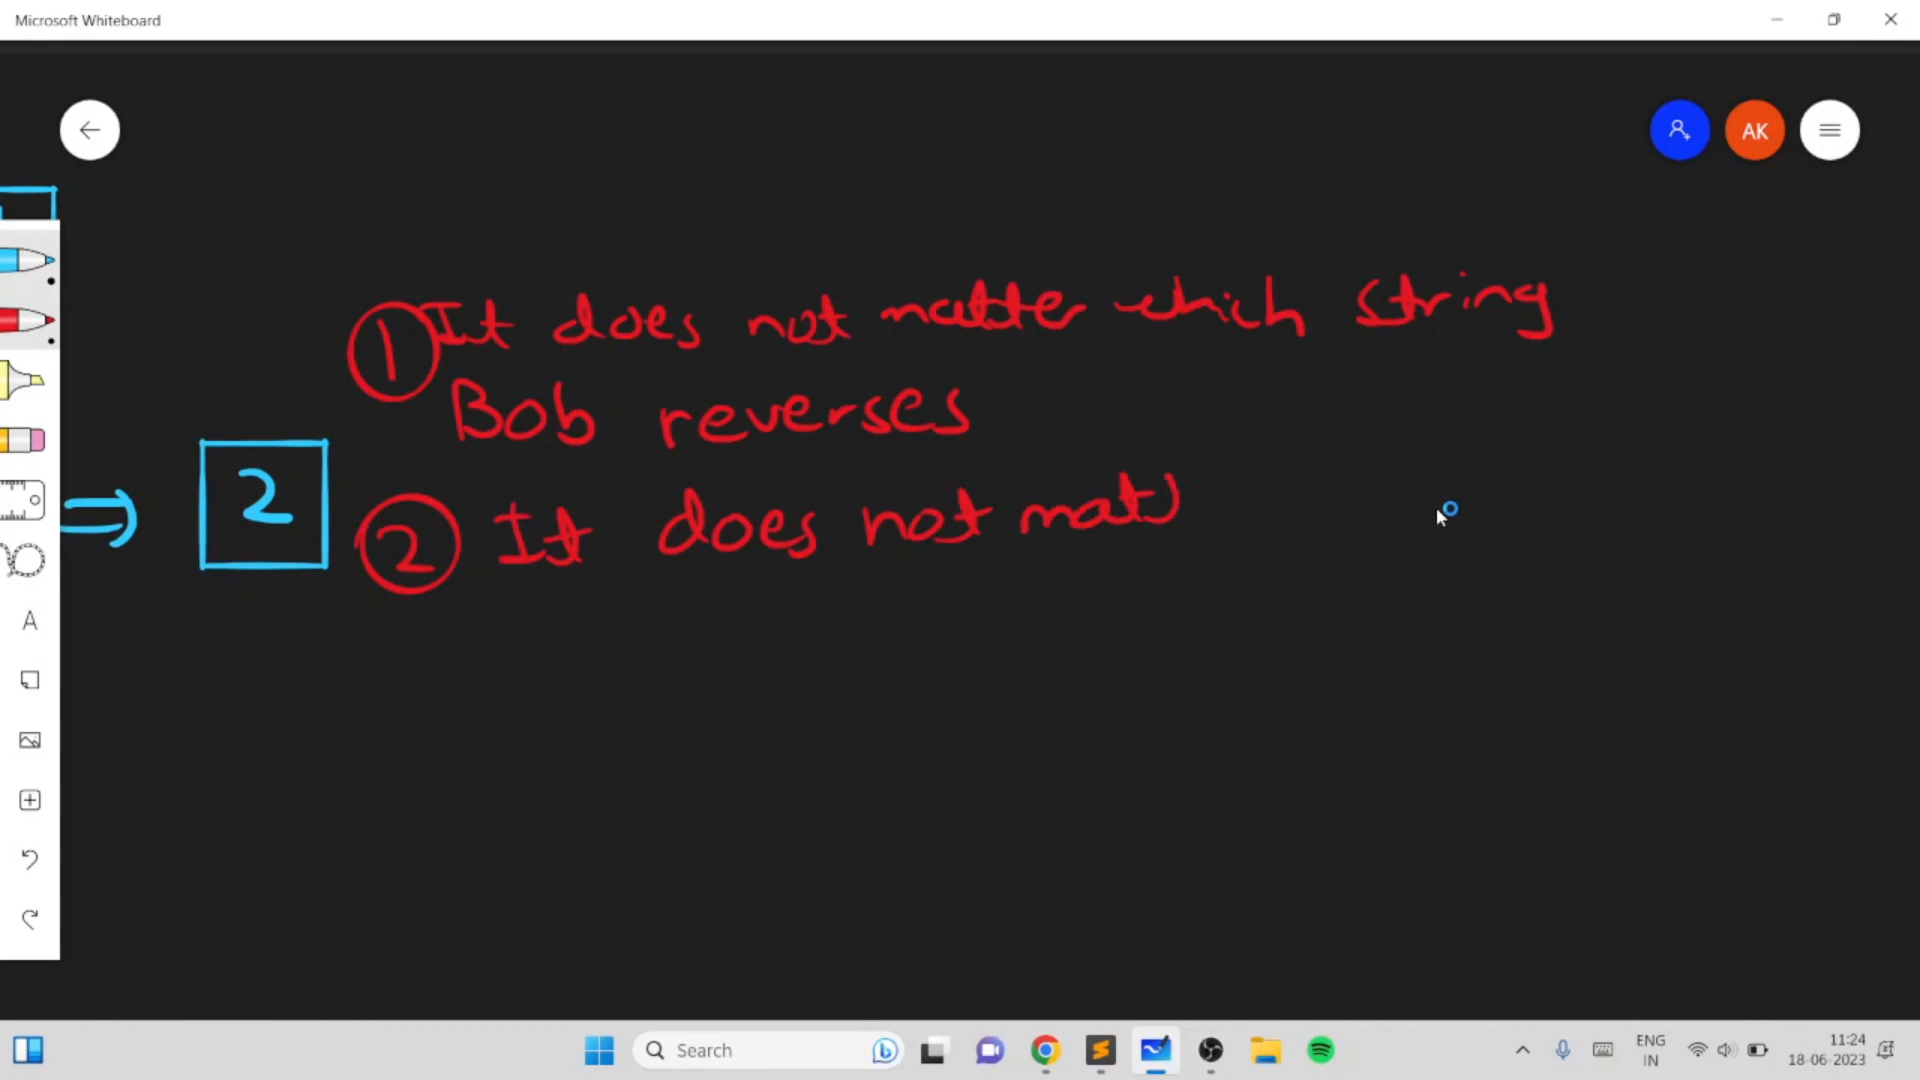 Microsoft Whiteboard
AK
① It does not matter which string
Bob reverses
2
② It does not mat
A
Search
ENG
IN
11:24
18-06-2023